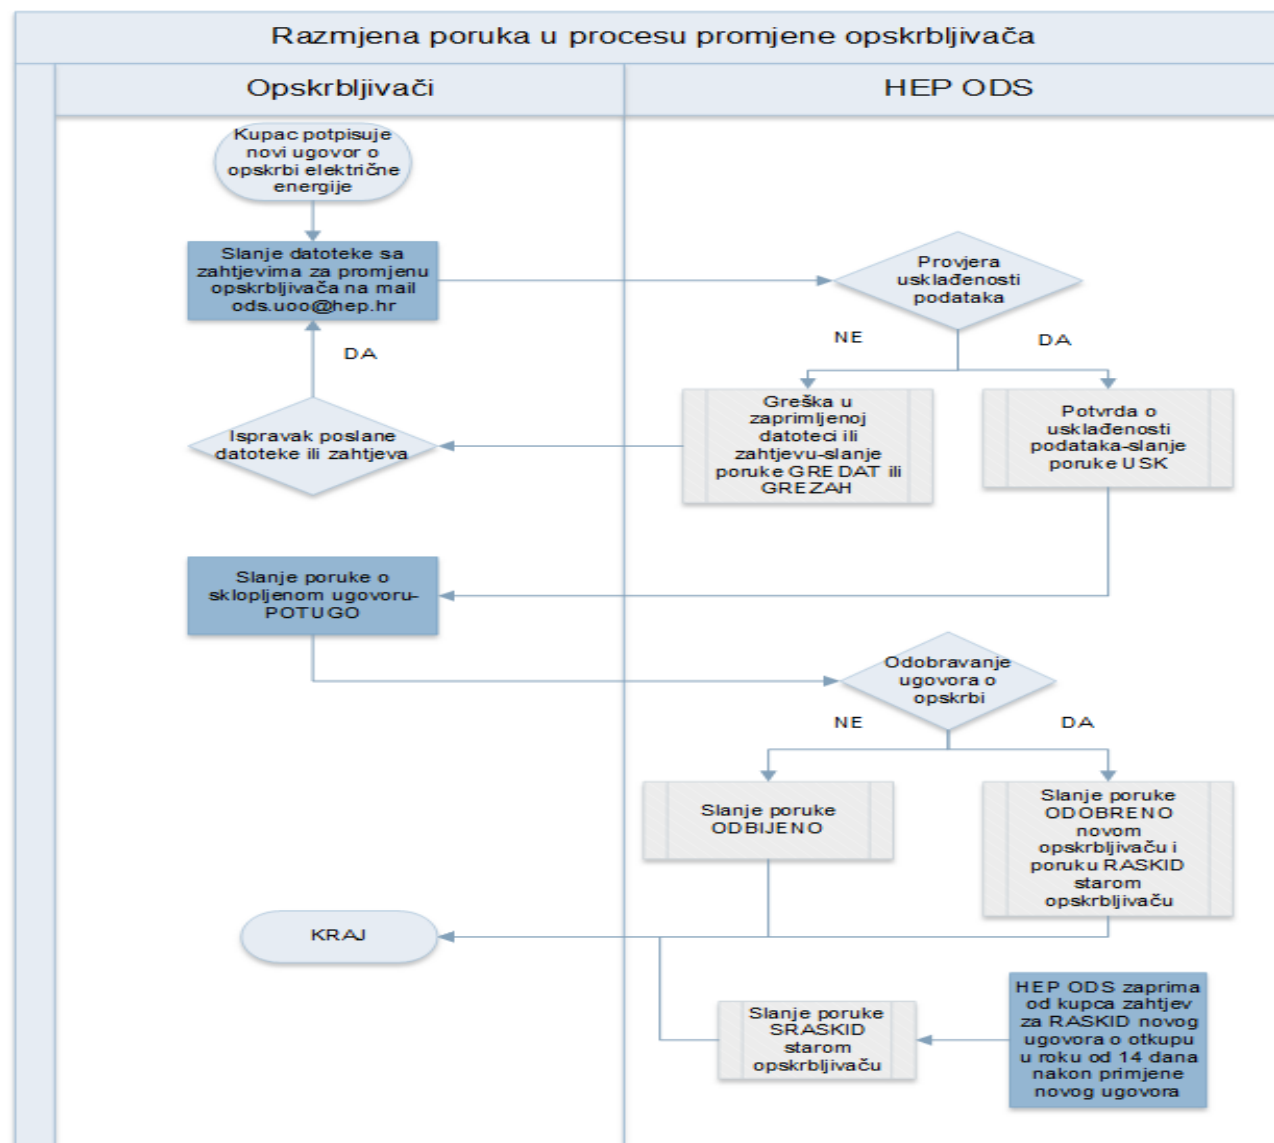 Razmjena poruka u procesu promjene opskrbljivača
Opskrbljivači
HEP ODS
Kupac potpisuje
novi ugovor o
opskrbi električne
energije
Slanje datoteke sa
zahtjevima za promjenu
opskrbljivača na mail
ods.uoo@hep.hr
Provjera
usklađenosti
podataka
NE
DA
DA
Greška u
zaprimljenoj
datoteci ili
zahtjevu-slanje
poruke GREDAT ili
GREZAH
Potvrda o
usklađenosti
podataka-slanje
poruke USK
Ispravak poslane
datoteke ili zahtjeva
Slanje poruke o
sklopljenom ugovoru-
POTUGO
Odobravanje
ugovora o
opskrbi
NE
DA
Slanje poruke
ODBIJENO
Slanje poruke
ODOBRENO
novom
opskrbljivaču i
poruku RASKID
starom
opskrbljivaču
KRAJ
Slanje poruke
SRASKID
starom
opskrbljivaču
HEP ODS zaprima
od kupca zahtjev
za RASKID novog
ugovora o otkupu
u roku od 14 dana
nakon primjene
novog ugovora